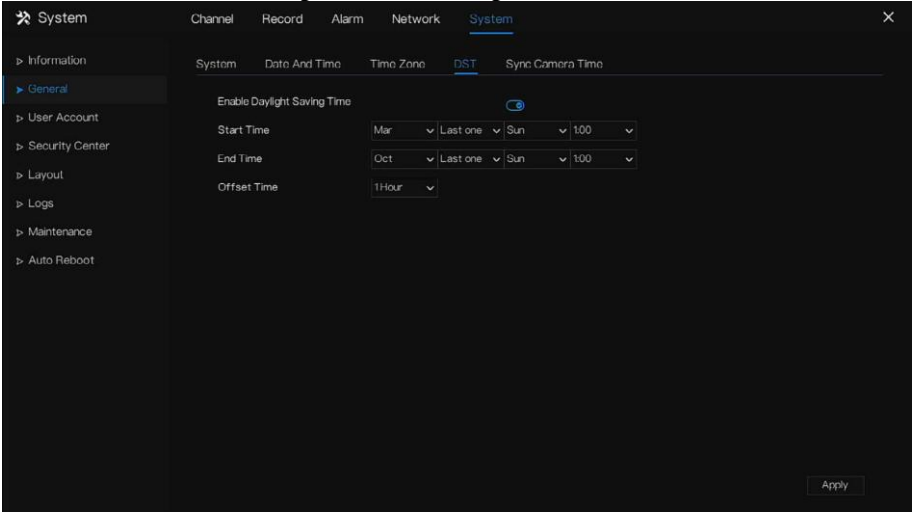 System Channel Record Alarm Network System
Information
General
User Account
Security Center
Layout
Logs
Maintenance
Auto Reboot
System Date And Time Time Zone DST Sync Camera Time
Enable Daylight Saving Time
Start Time Mar Last one Sun 1:00
End Time Oct Last one Sun 1:00
Offset Time 1 Hour
Apply